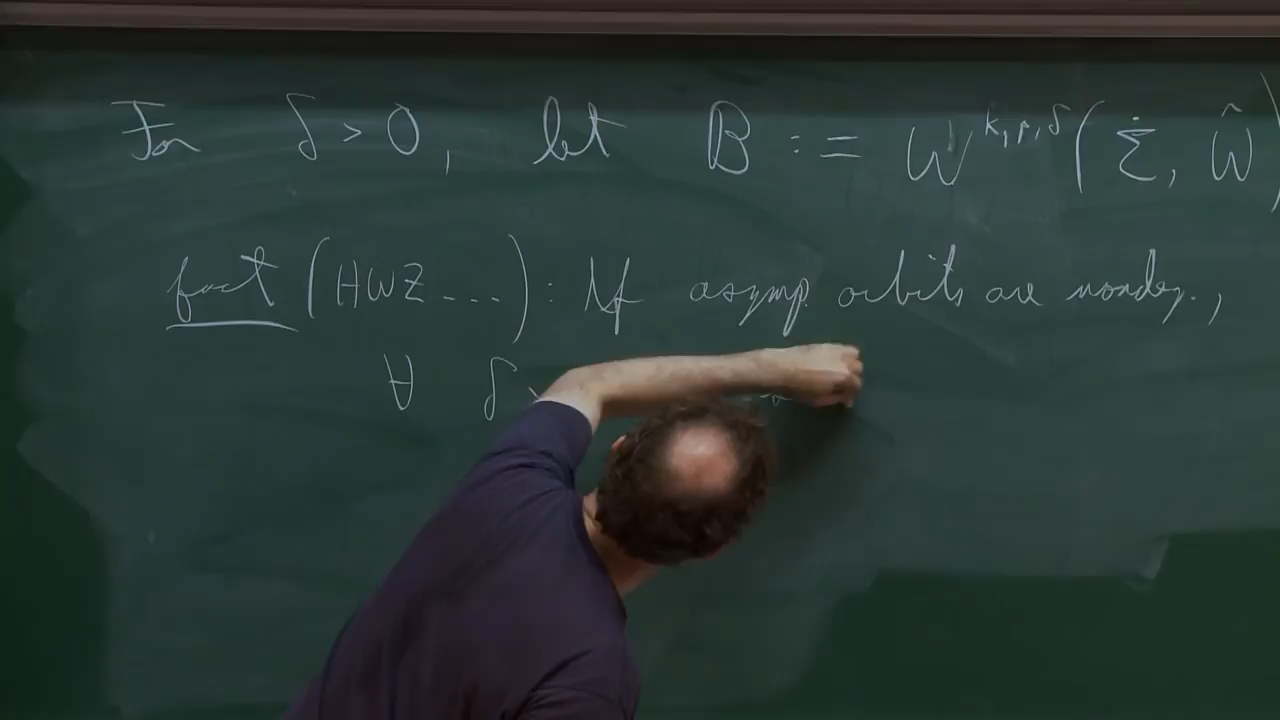 For δ > 0, let B := W^{k,p,δ}(Σ̇, Ŵ)
fact (HWZ...): If asymp. orbits are nondeg.,
∀ δ